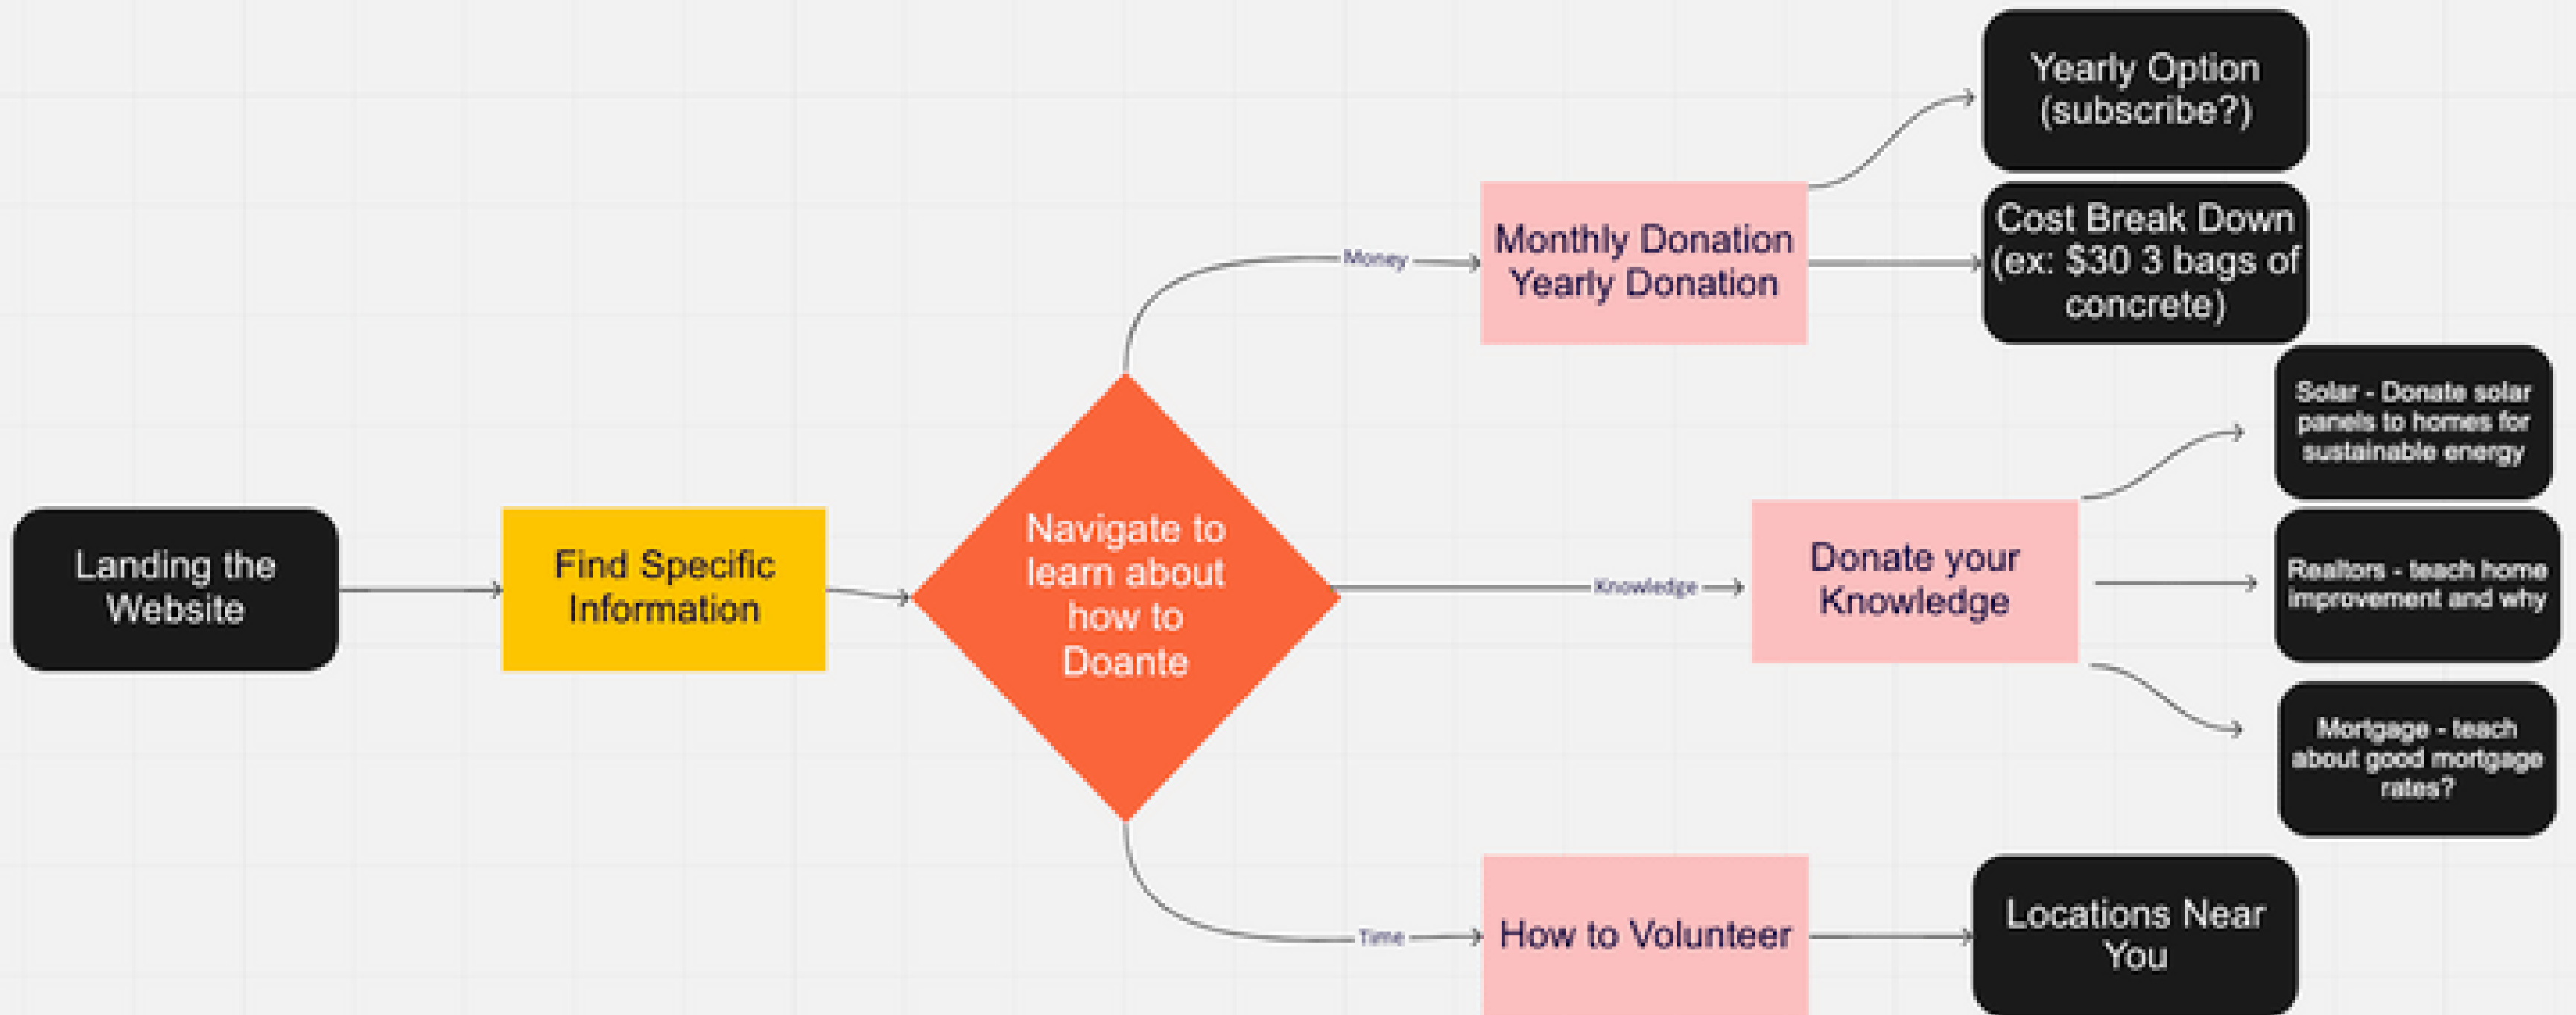 Landing the
Website
Find Specific
Information
Navigate to
learn about
how to
Doante
Money
Monthly Donation
Yearly Donation
Yearly Option
(subscribe?)
Cost Break Down
(ex: $30 3 bags of
concrete)
Knowledge
Donate your
Knowledge
Solar - Donate solar
panels to homes for
sustainable energy
Realtors - teach home
improvement and why
Mortgage - teach
about good mortgage
rates?
Time
How to Volunteer
Locations Near
You